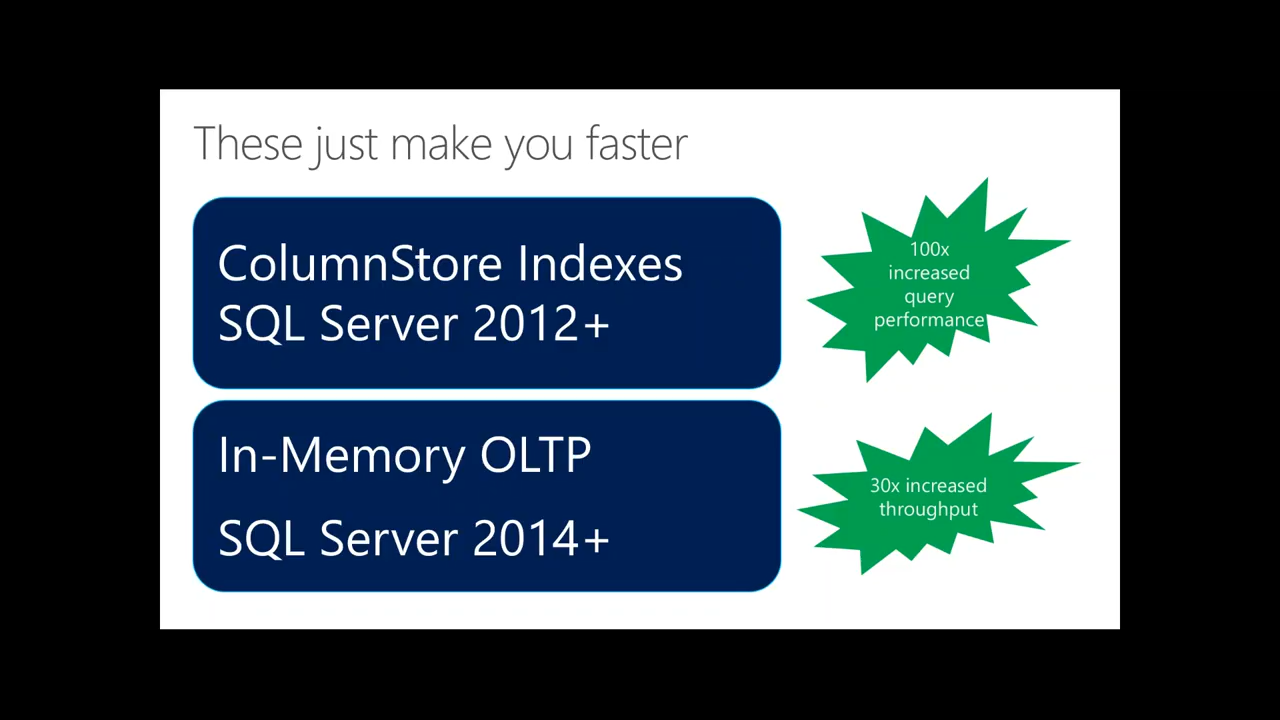 These just make you faster
ColumnStore Indexes
SQL Server 2012+
100x
increased
query
performance
In-Memory OLTP
SQL Server 2014+
30x increased
throughput